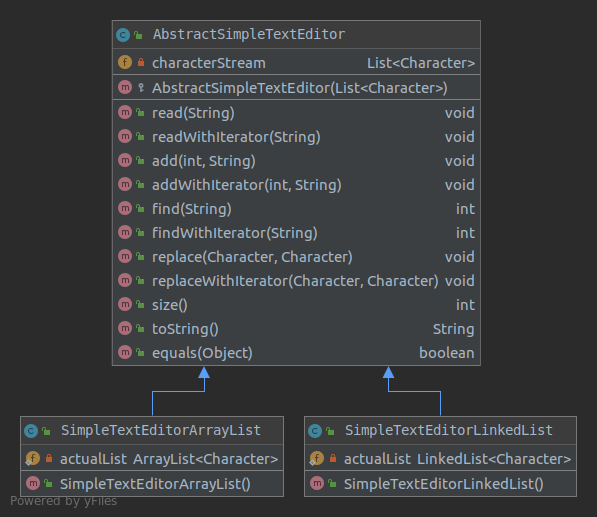 AbstractSimpleTextEditor
characterStream List<Character>
AbstractSimpleTextEditor(List<Character>)
read(String) void
readWithIterator(String) void
add(int, String) void
addWithIterator(int, String) void
find(String) int
findWithIterator(String) int
replace(Character, Character) void
replaceWithIterator(Character, Character) void
size() int
toString() String
equals(Object) boolean
SimpleTextEditorArrayList
actualList ArrayList<Character>
SimpleTextEditorArrayList()
SimpleTextEditorLinkedList
actualList LinkedList<Character>
SimpleTextEditorLinkedList()
Powered by yFiles